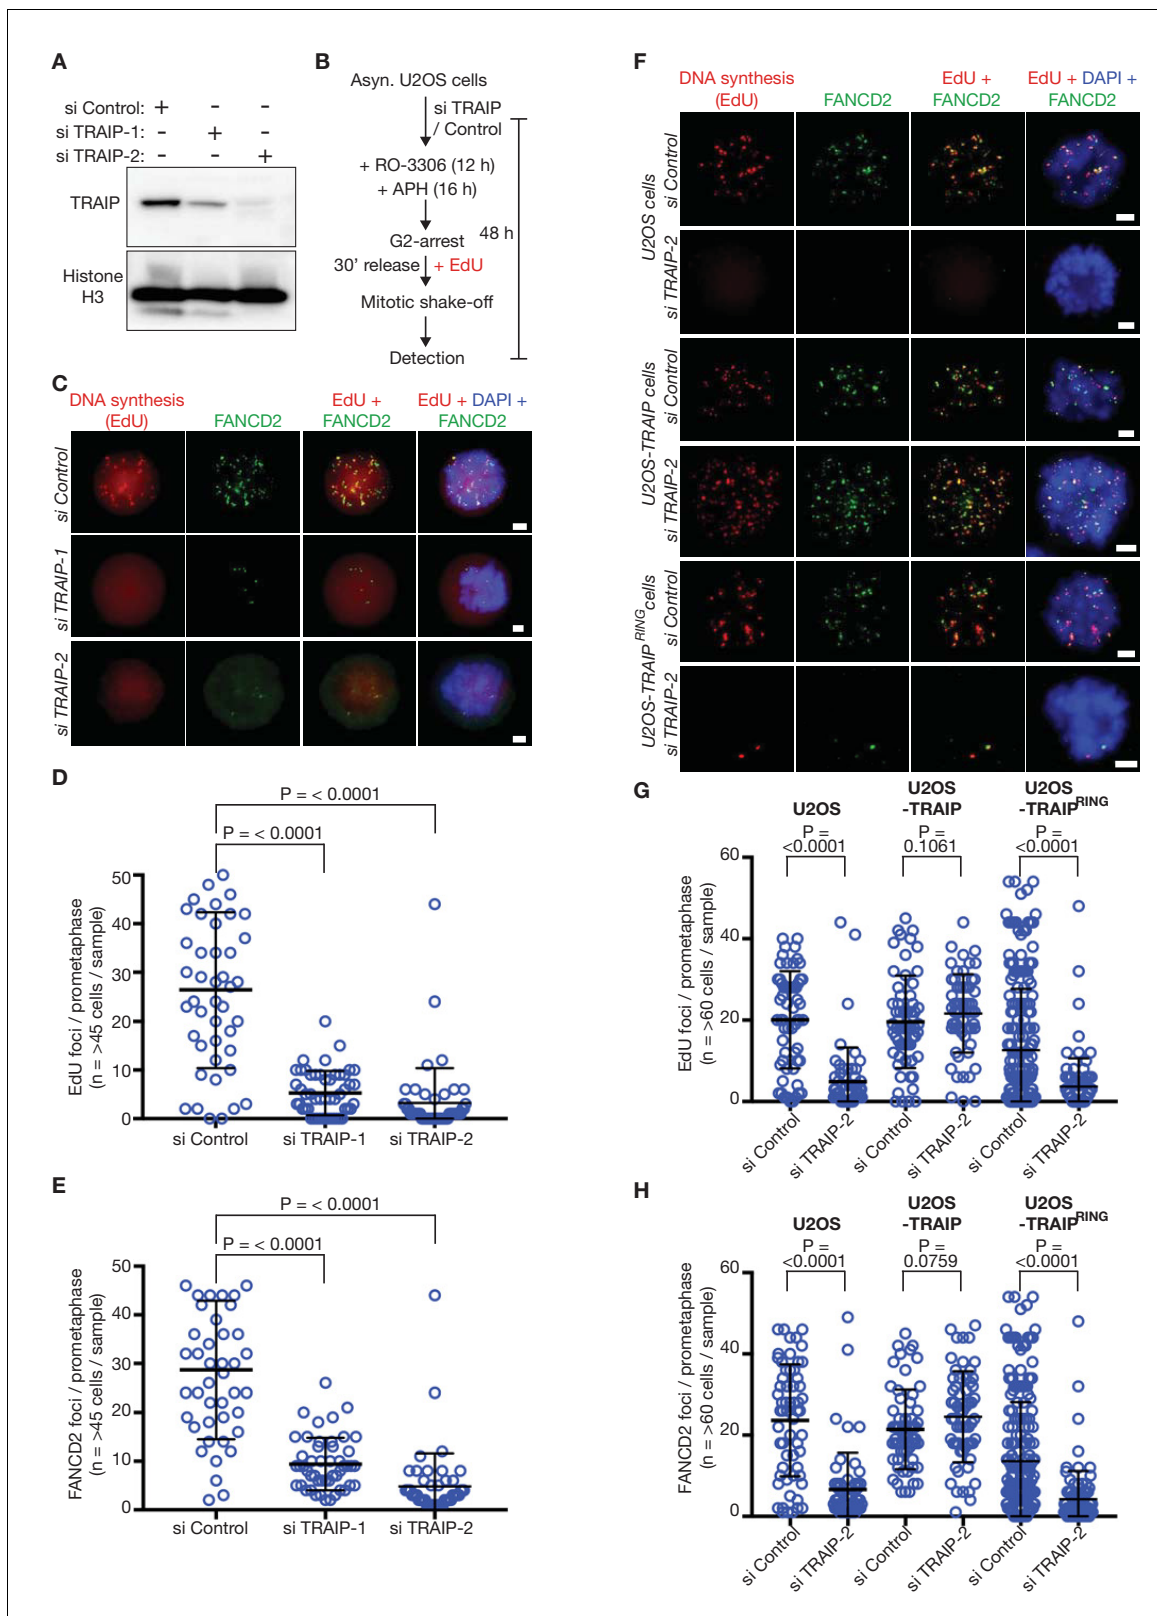 A
si Control: + - -
si TRAIP-1: - + -
si TRAIP-2: - - +
TRAIP
Histone
H3
B
Asyn. U2OS cells
si TRAIP
/ Control
+ RO-3306 (12 h)
+ APH (16 h)
G2-arrest
48 h
30' release
+ EdU
Mitotic shake-off
Detection
C
DNA synthesis
(EdU)
FANCD2
EdU +
FANCD2
EdU + DAPI +
FANCD2
si Control
si TRAIP-1
si TRAIP-2
D
P = < 0.0001
P = < 0.0001
EdU foci / prometaphase
(n = >45 cells / sample)
50
40
30
20
10
0
si Control
si TRAIP-1
si TRAIP-2
E
P = < 0.0001
P = < 0.0001
FANCD2 foci / prometaphase
(n = >45 cells / sample)
50
40
30
20
10
0
si Control
si TRAIP-1
si TRAIP-2
F
DNA synthesis
(EdU)
FANCD2
EdU +
FANCD2
EdU + DAPI +
FANCD2
U2OS cells
si Control
si TRAIP-2
U2OS-TRAIP cells
si Control
si TRAIP-2
U2OS-TRAIP RING cells
si Control
si TRAIP-2
G
U2OS
U2OS
-TRAIP
U2OS
-TRAIP RING
P =
<0.0001
P =
0.1061
P =
<0.0001
EdU foci / prometaphase
(n = >60 cells / sample)
60
40
20
0
si Control
si TRAIP-2
si Control
si TRAIP-2
si Control
si TRAIP-2
H
U2OS
U2OS
-TRAIP
U2OS
-TRAIP RING
P =
<0.0001
P =
0.0759
P =
<0.0001
FANCD2 foci / prometaphase
(n = >60 cells / sample)
60
40
20
0
si Control
si TRAIP-2
si Control
si TRAIP-2
si Control
si TRAIP-2